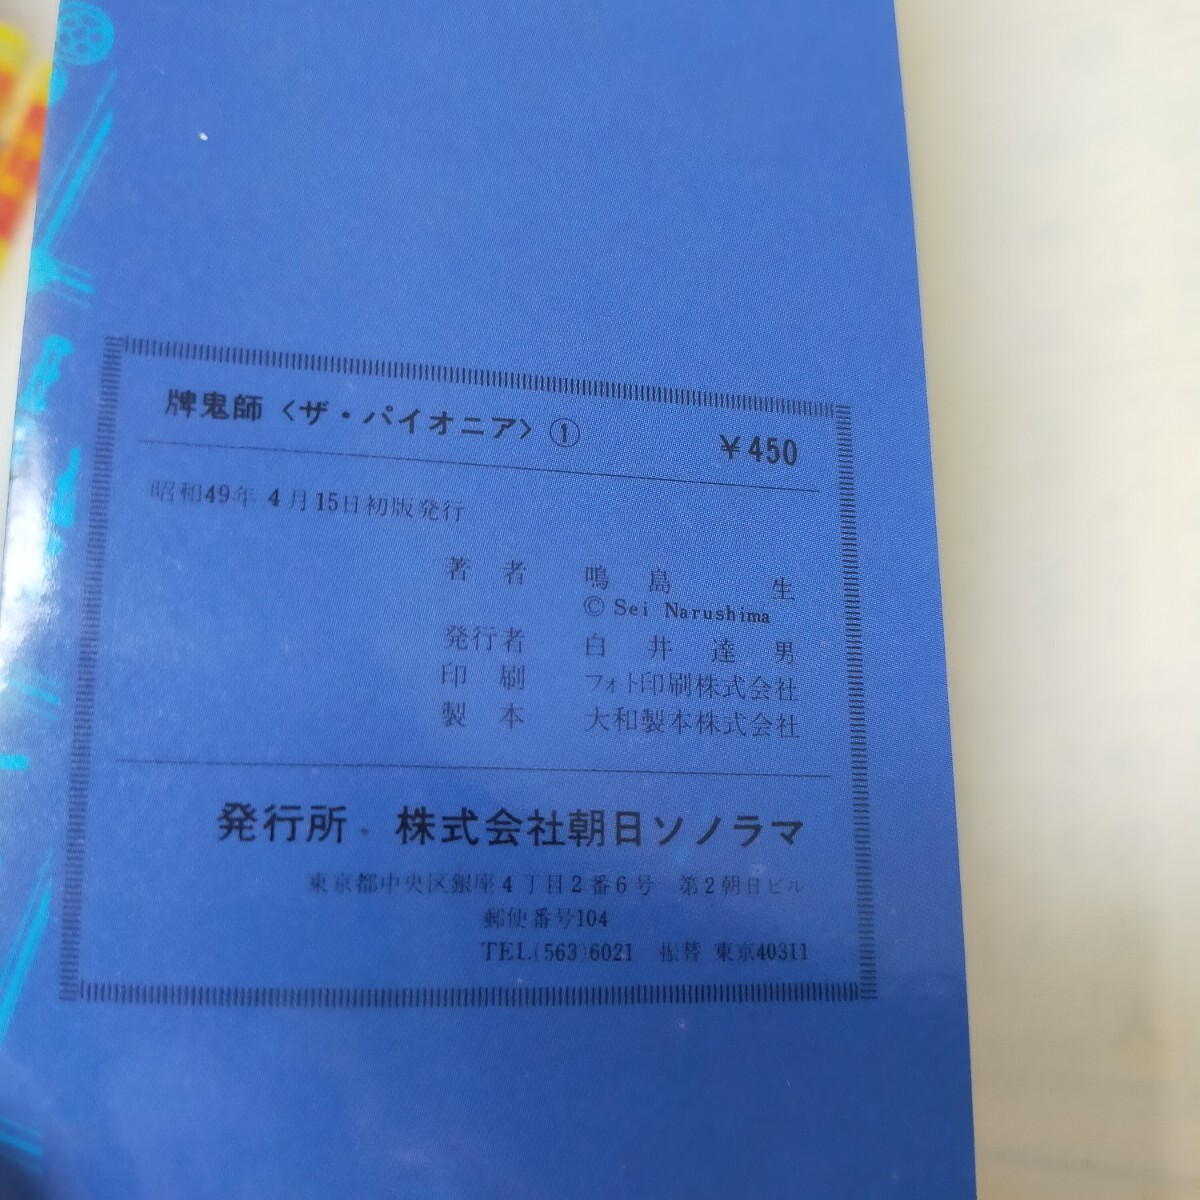 牌鬼師〈ザ・パイオニア〉① ¥450
昭和49年 4月15日初版発行
著者 鳴島 生
© Sei Narushima
発行者 白井達男
印刷 フォト印刷株式会社
製本 大和製本株式会社
発行所 株式会社朝日ソノラマ
東京都中央区銀座4丁目2番6号 第2朝日ビル
郵便番号104
TEL(563)6021 振替 東京40311